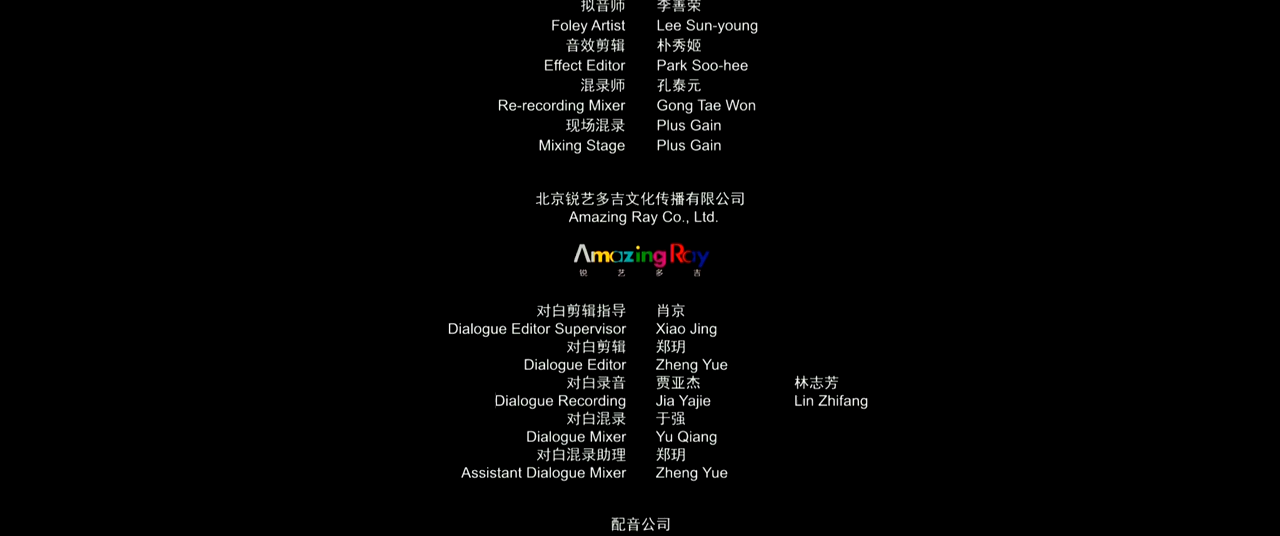 拟音师 李善荣
Foley Artist Lee Sun-young
音效剪辑 朴秀姬
Effect Editor Park Soo-hee
混录师 孔泰元
Re-recording Mixer Gong Tae Won
现场混录 Plus Gain
Mixing Stage Plus Gain
北京锐艺多吉文化传播有限公司
Amazing Ray Co., Ltd.
Amazing Ray
锐 艺 多 吉
对白剪辑指导 肖京
Dialogue Editor Supervisor Xiao Jing
对白剪辑 郑玥
Dialogue Editor Zheng Yue
对白录音 贾亚杰 林志芳
Dialogue Recording Jia Yajie Lin Zhifang
对白混录 于强
Dialogue Mixer Yu Qiang
对白混录助理 郑玥
Assistant Dialogue Mixer Zheng Yue
配音公司